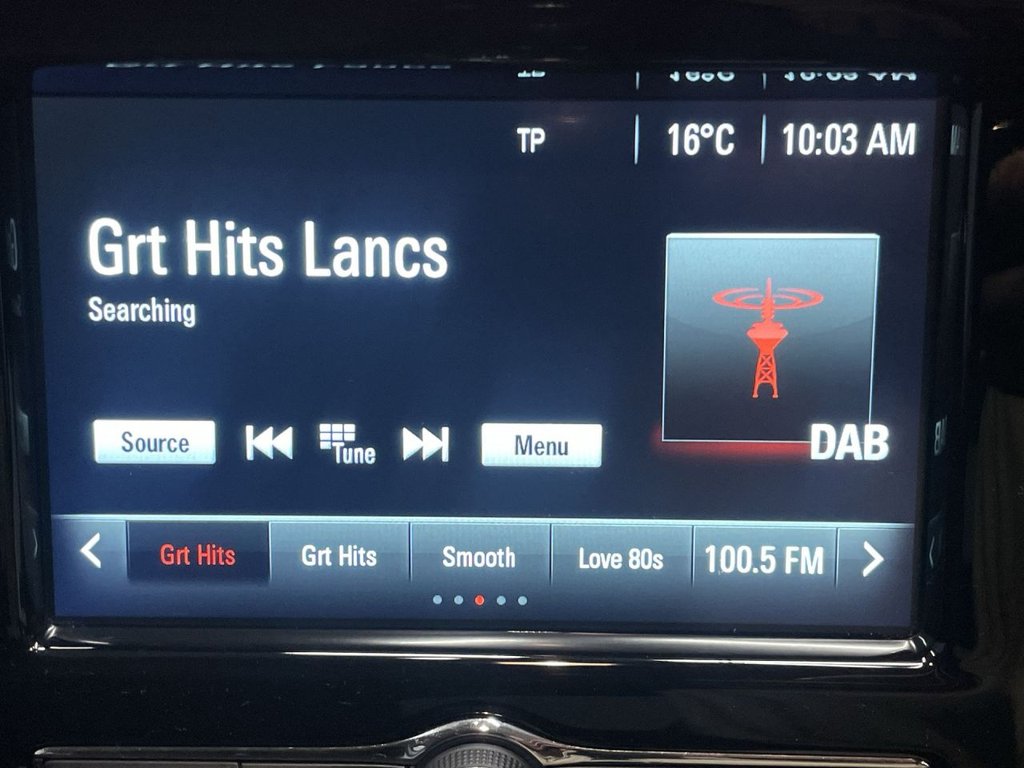 TP 16°C 10:03 AM
Grt Hits Lancs
Searching
Source Tune Menu
DAB
Grt Hits Grt Hits Smooth Love 80s 100.5 FM